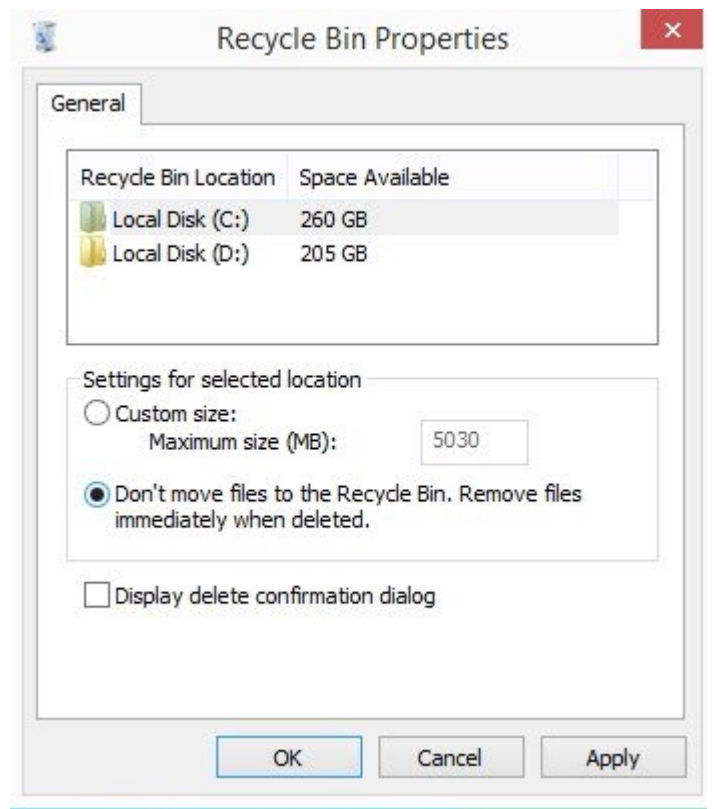 Recycle Bin Properties
General
Recycle Bin Location Space Available
Local Disk (C:) 260 GB
Local Disk (D:) 205 GB
Settings for selected location
Custom size:
Maximum size (MB): 5030
Don't move files to the Recycle Bin. Remove files
immediately when deleted.
Display delete confirmation dialog
OK Cancel Apply